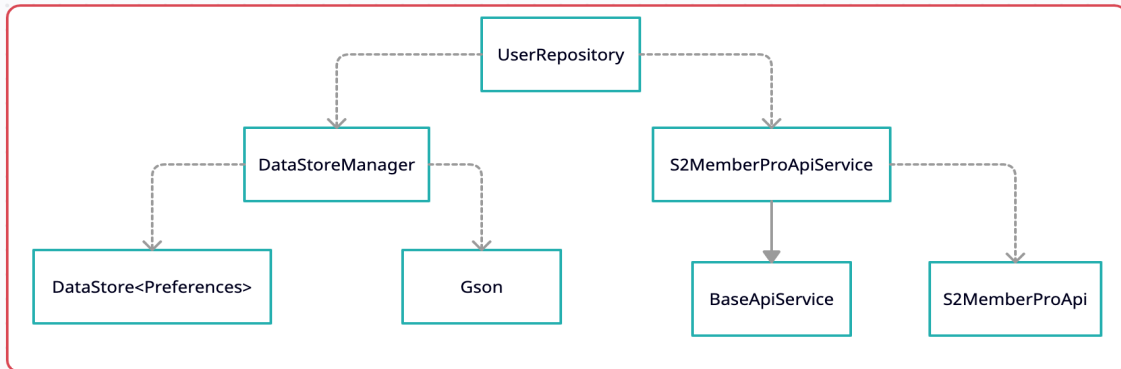 UserRepository
DataStoreManager
S2MemberProApiService
DataStore<Preferences>
Gson
BaseApiService
S2MemberProApi